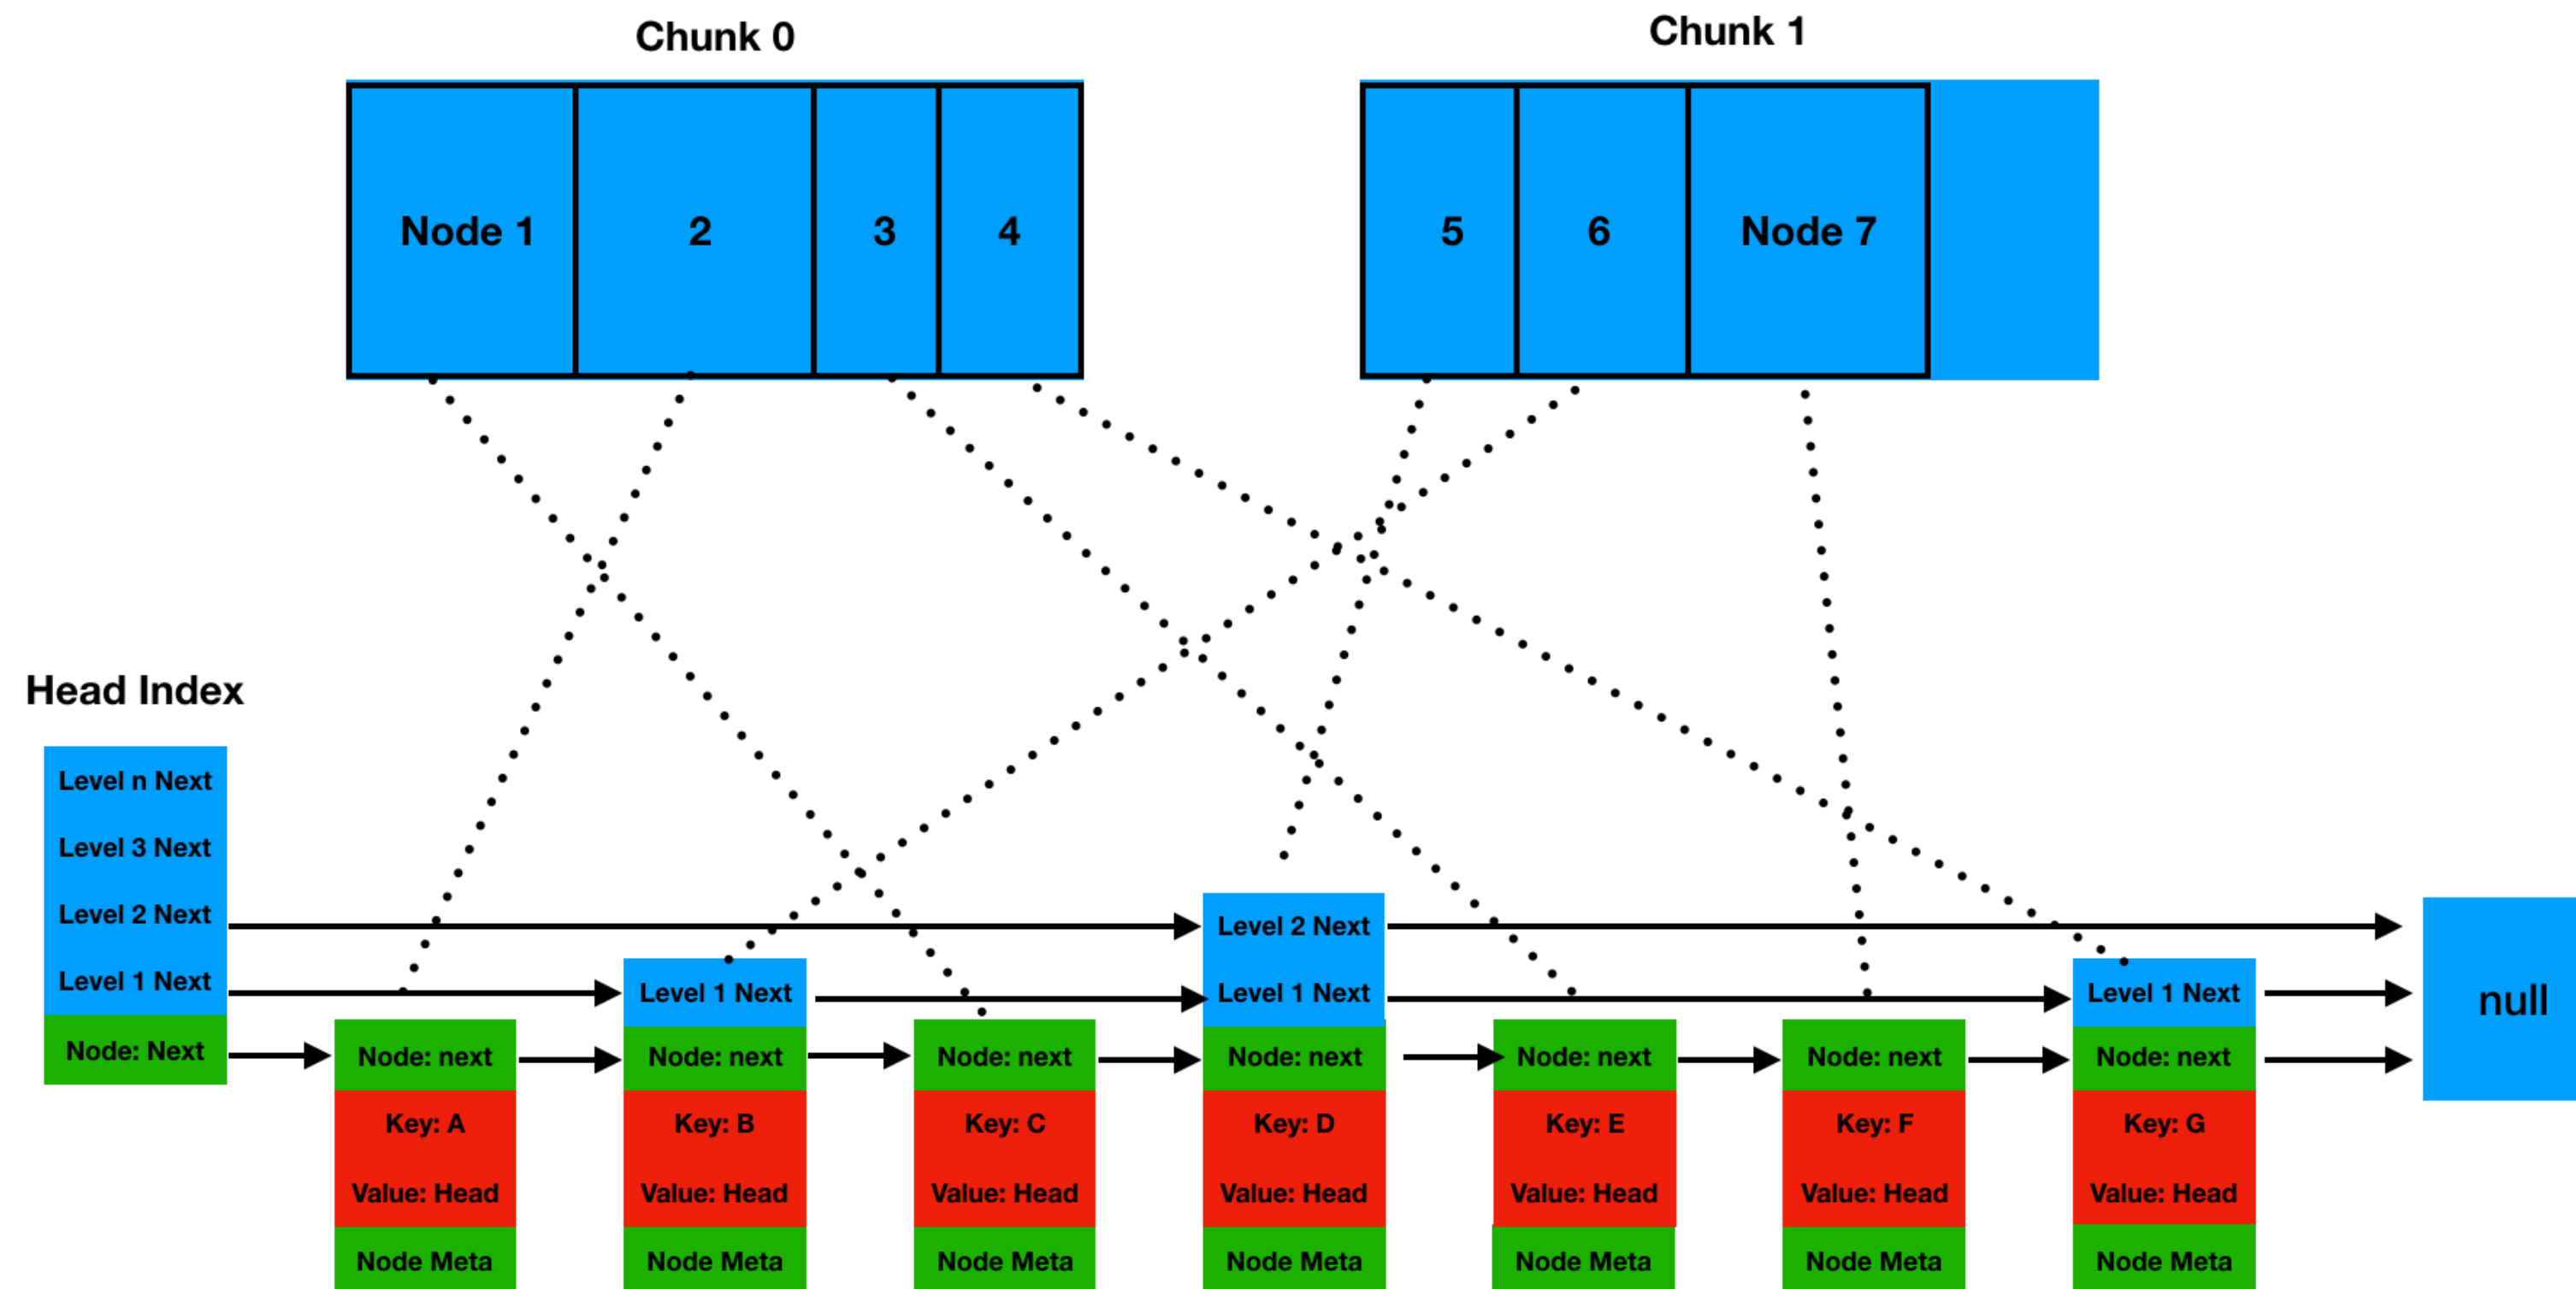 Chunk 0
Chunk 1
Node 1
2
3
4
5
6
Node 7
Head Index
Level n Next
Level 3 Next
Level 2 Next
Level 1 Next
Node: Next
Node: next
Key: A
Value: Head
Node Meta
Level 1 Next
Node: next
Key: B
Value: Head
Node Meta
Node: next
Key: C
Value: Head
Node Meta
Level 2 Next
Level 1 Next
Node: next
Key: D
Value: Head
Node Meta
Node: next
Key: E
Value: Head
Node Meta
Node: next
Key: F
Value: Head
Node Meta
Level 1 Next
Node: next
Key: G
Value: Head
Node Meta
null